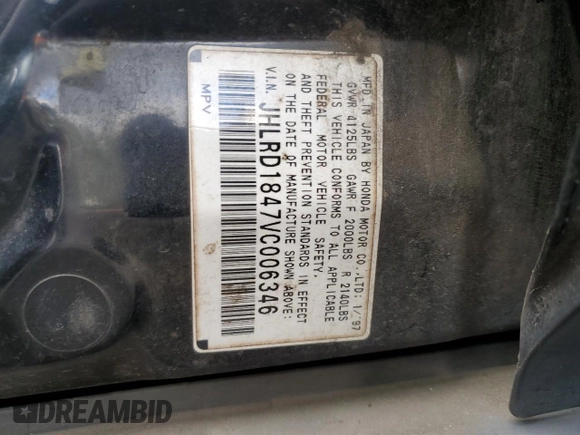 MFD. IN JAPAN BY HONDA MOTOR CO., LTD: 1/'97
GVWR 4125LBS GAWR F 2000LBS R 2140LBS
THIS VEHICLE CONFORMS TO ALL APPLICABLE
FEDERAL MOTOR VEHICLE SAFETY,
AND THEFT PREVENTION STANDARDS IN EFFECT
ON THE DATE OF MANUFACTURE SHOWN ABOVE:
V.I.N. JHLRD1847VC006346
MPV
DREAMBID